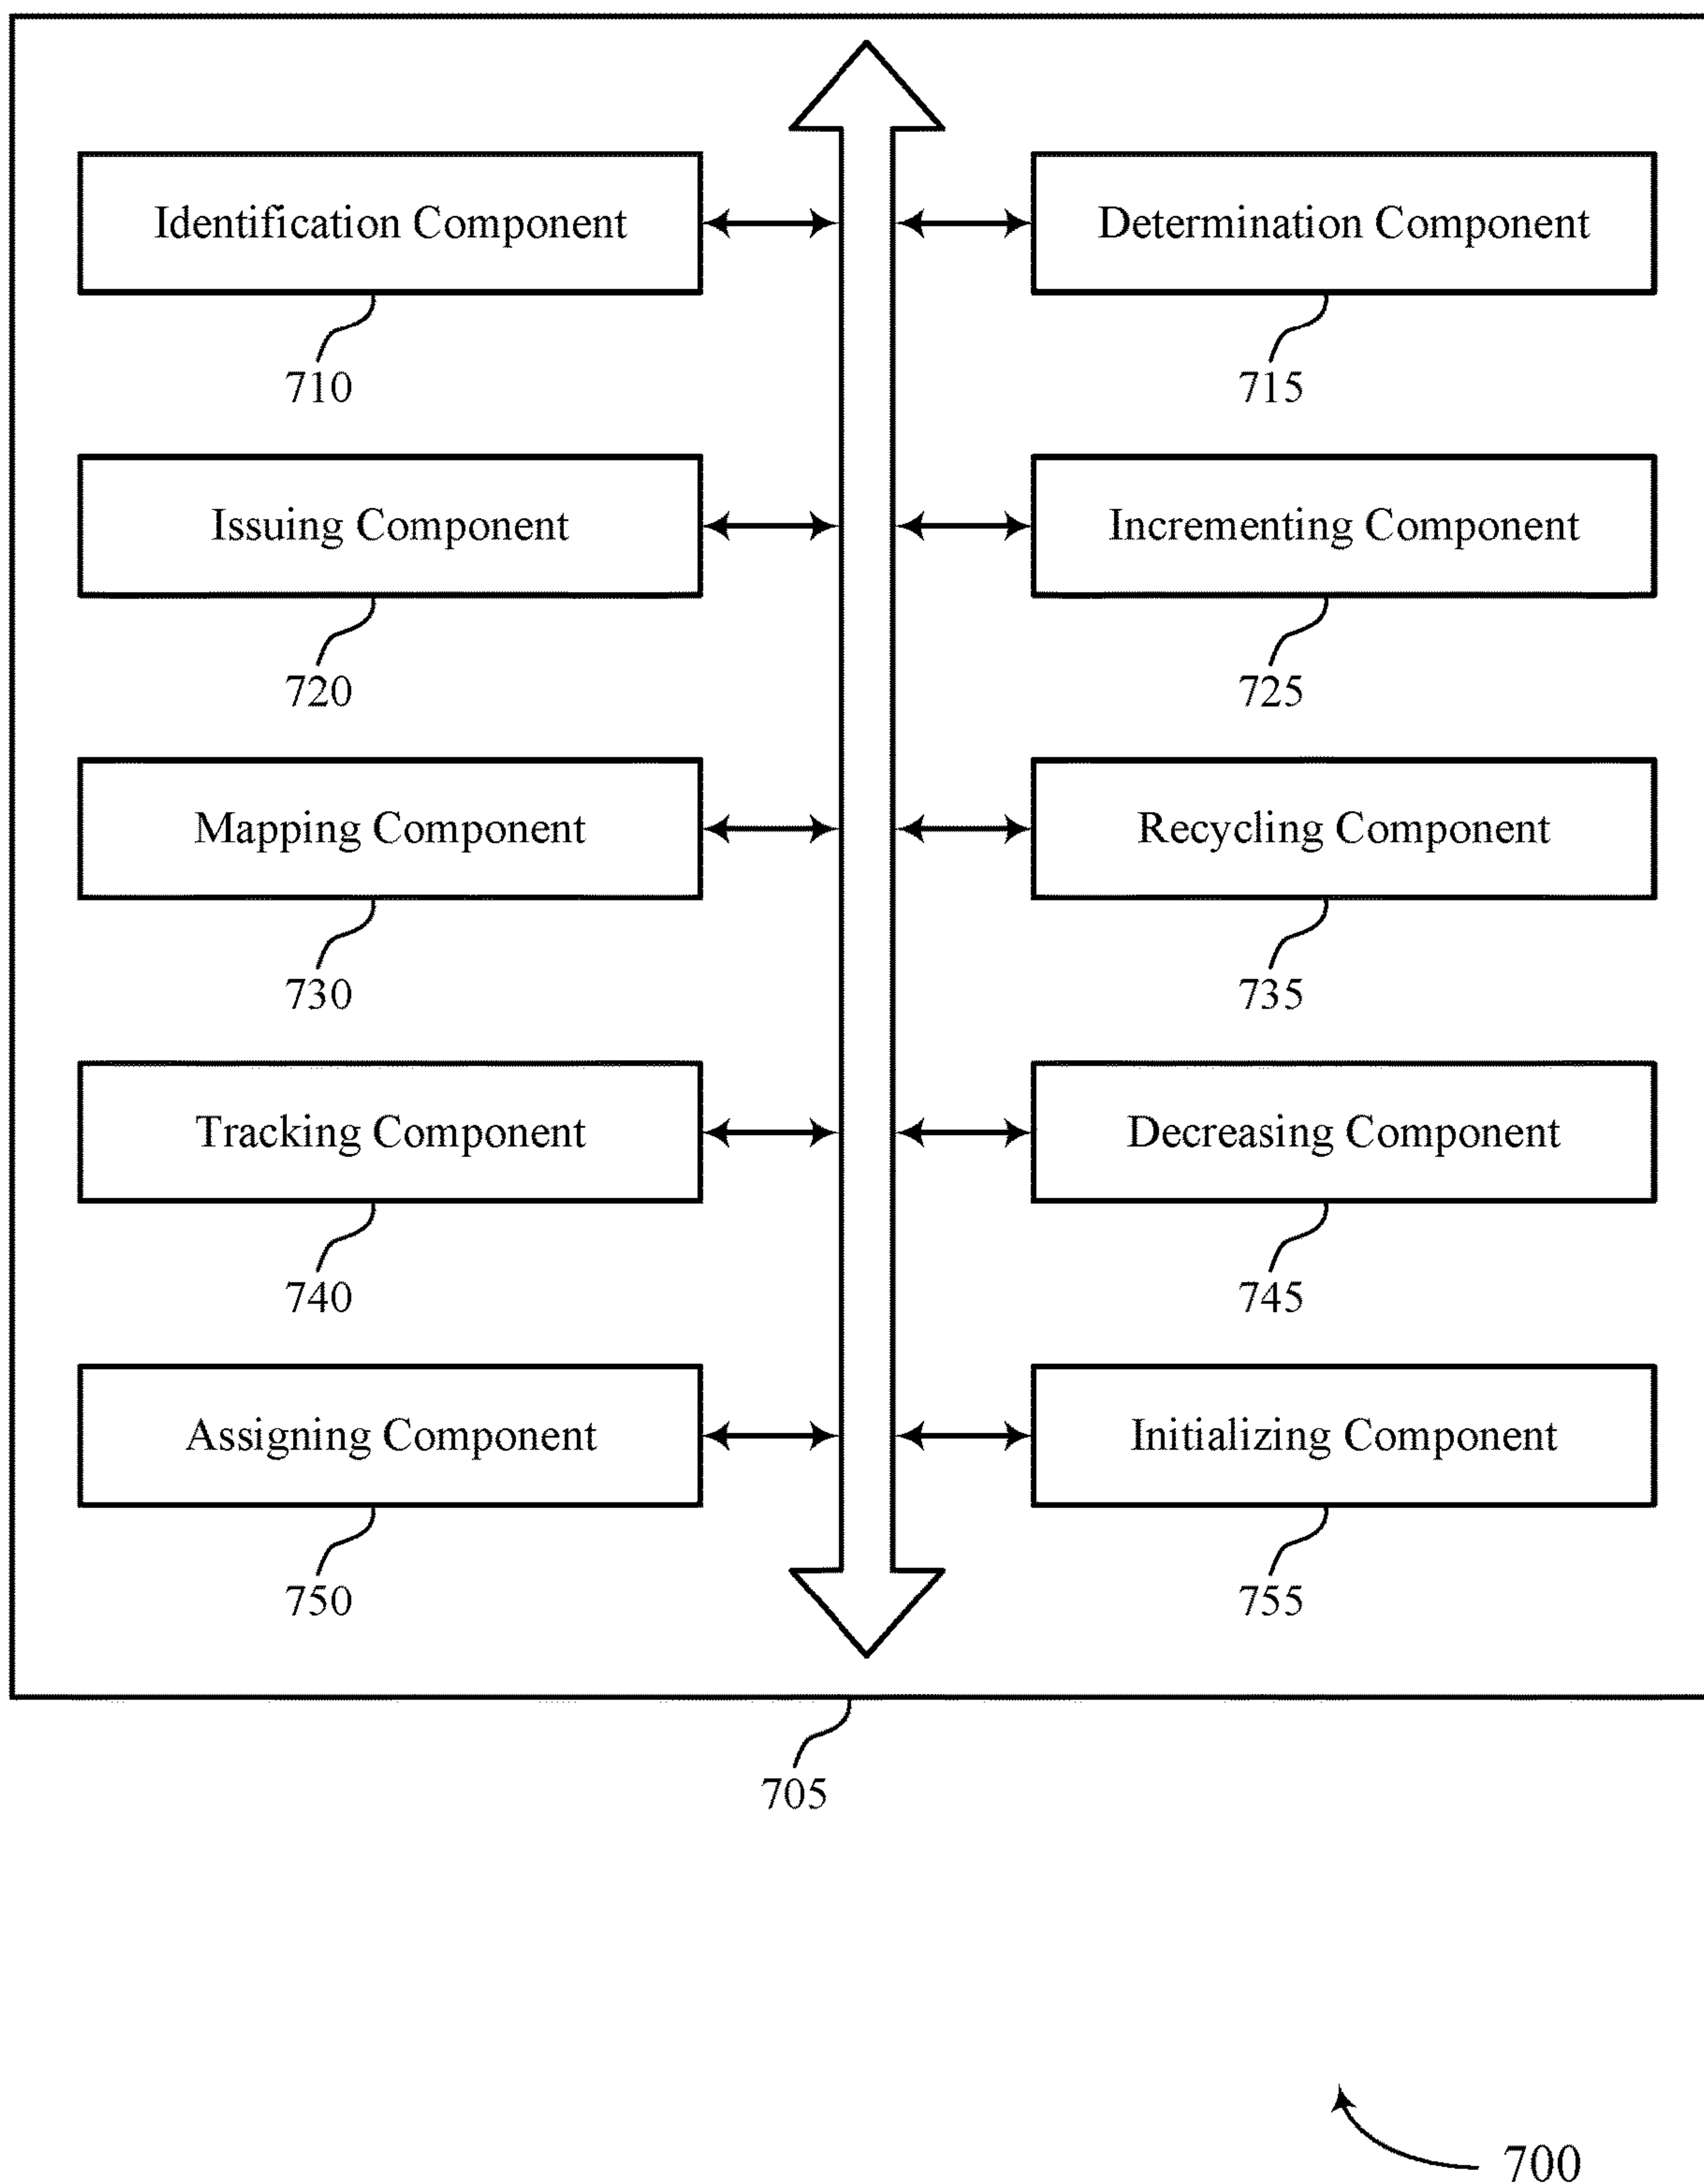 Identification Component
Determination Component
710
715
Issuing Component
Incrementing Component
720
725
Mapping Component
Recycling Component
730
735
Tracking Component
Decreasing Component
740
745
Assigning Component
Initializing Component
750
755
705
700